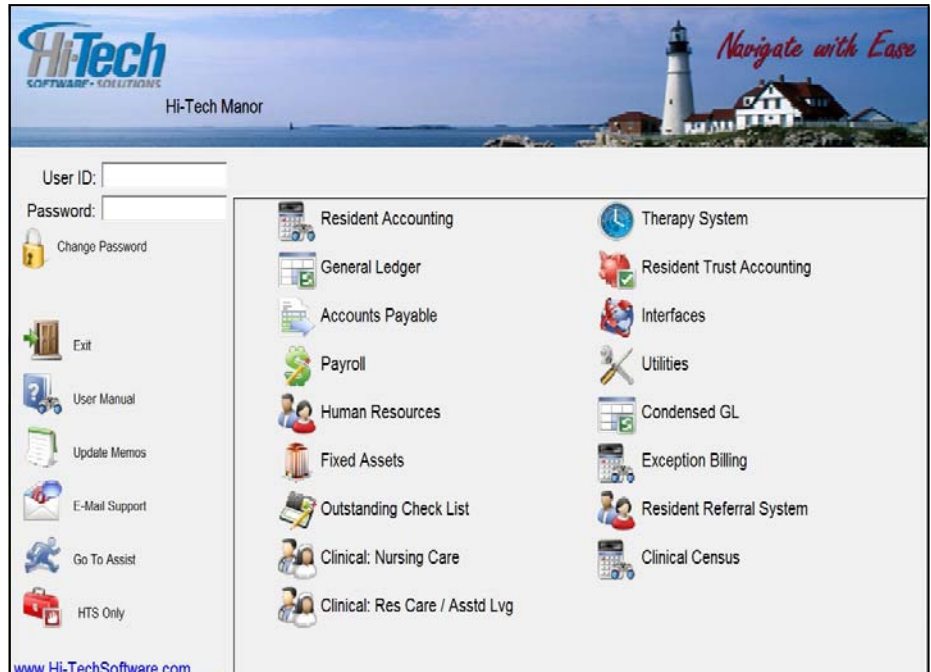 HiTech
SOFTWARE • SOLUTIONS
Hi-Tech Manor
Navigate with Ease
User ID:
Password:
Change Password
Exit
User Manual
Update Memos
E-Mail Support
Go To Assist
HTS Only
www.Hi-TechSoftware.com
Resident Accounting
General Ledger
Accounts Payable
Payroll
Human Resources
Fixed Assets
Outstanding Check List
Clinical: Nursing Care
Clinical: Res Care / Asstd Lvg
Therapy System
Resident Trust Accounting
Interfaces
Utilities
Condensed GL
Exception Billing
Resident Referral System
Clinical Census